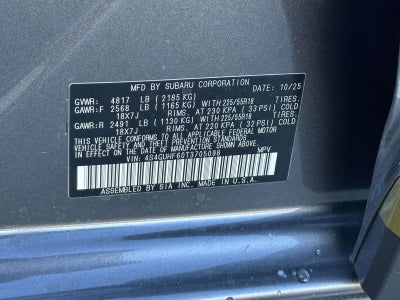 MFD BY SUBARU CORPORATION DATE: 10/25
GVWR: 4817 LB (2185 KG)
GAWR:F 2568 LB (1165 KG) WITH 225/55R18 TIRES.
18X7J RIMS AT 230 KPA (33 PSI) COLD
GAWR:R 2491 LB (1130 KG) WITH 225/55R18 TIRES.
18X7J RIMS AT 220 KPA (32 PSI) COLD
THIS VEHICLE CONFORMS TO ALL APPLICABLE FEDERAL MOTOR
VEHICLE SAFETY, BUMPER, AND THEFT PREVENTION STANDARDS
IN EFFECT ON THE DATE OF MANUFACTURE SHOWN ABOVE.
VIN: 4S4GUHF60T3705098 MPV
ASSEMBLED BY SIA INC. MADE IN U.S.A.